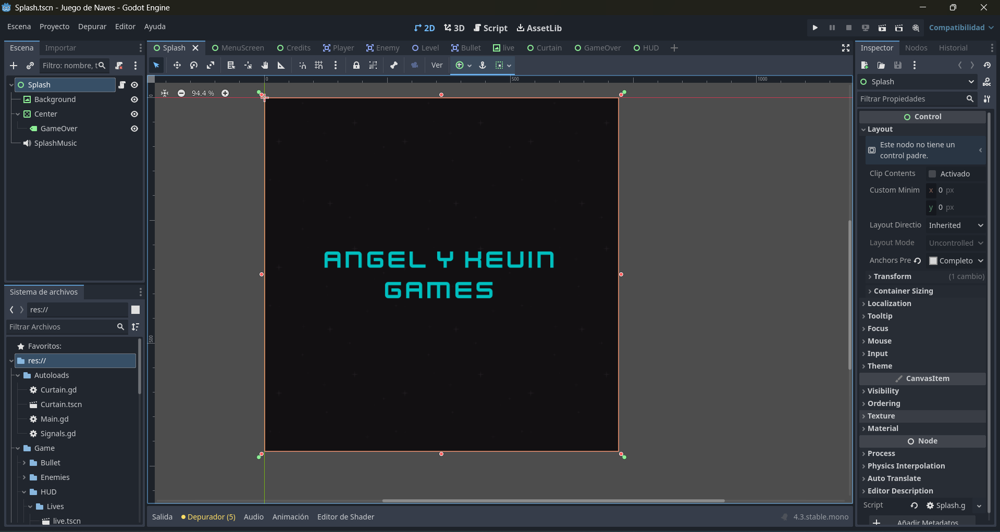 Splash.tscn - Juego de Naves - Godot Engine
Escena Proyecto Depurar Editor Ayuda
2D 3D Script AssetLib
Compatibilidad
Escena Importar
Filtro: nombre, t
Splash
Background
Center
GameOver
SplashMusic
Sistema de archivos
res://
Filtrar Archivos
Favoritos:
res://
Autoloads
Curtain.gd
Curtain.tscn
Main.gd
Signals.gd
Game
Bullet
Enemies
HUD
Lives
live.tscn
Splash MenuScreen Credits Player Enemy Level Bullet live Curtain GameOver HUD
Ver
0 500 1000
0
500
94.4 %
ANGEL Y KEVIN
GAMES
Salida Depurador (5) Audio Animación Editor de Shader
4.3.stable.mono
Inspector Nodos Historial
Splash
Filtrar Propiedades
Control
Layout
Este nodo no tiene un
control padre.
Clip Contents Activado
Custom Minim x 0 px
y 0 px
Layout Directio Inherited
Layout Mode Uncontrolled
Anchors Pre Completo
Transform (1 cambio)
Container Sizing
Localization
Tooltip
Focus
Mouse
Input
Theme
CanvasItem
Visibility
Ordering
Texture
Material
Node
Process
Physics Interpolation
Auto Translate
Editor Description
Script Splash.g
Añadir Metadatos